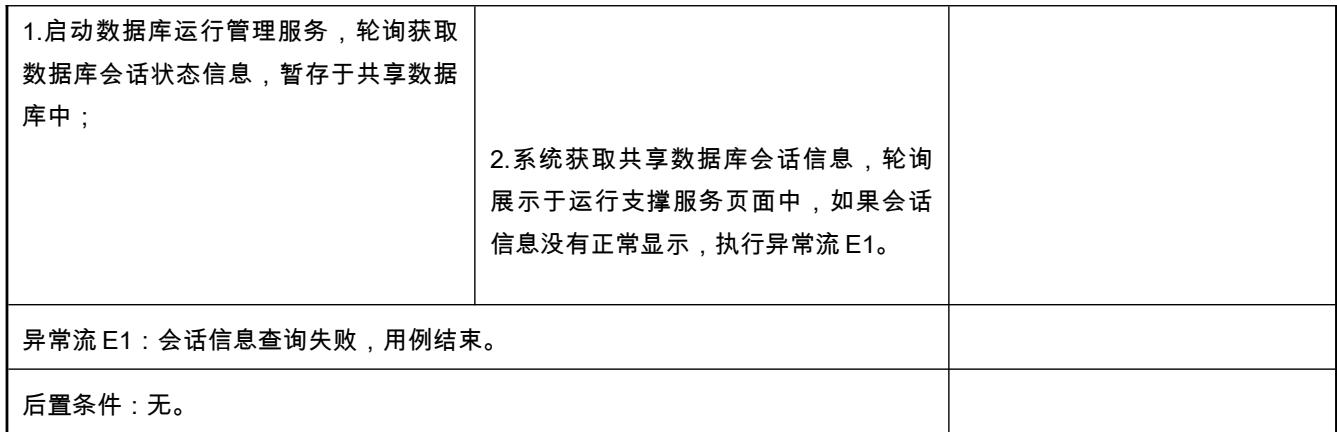 1.启动数据库运行管理服务，轮询获取
数据库会话状态信息，暂存于共享数据
库中；
2.系统获取共享数据库会话信息，轮询
展示于运行支撑服务页面中，如果会话
信息没有正常显示，执行异常流 E1。
异常流 E1：会话信息查询失败，用例结束。
后置条件：无。